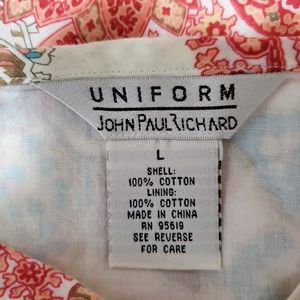 UNIFORM
JOHN PAUL RICHARD
L
SHELL:
100% COTTON
LINING:
100% COTTON
MADE IN CHINA
RN 95619
SEE REVERSE
FOR CARE